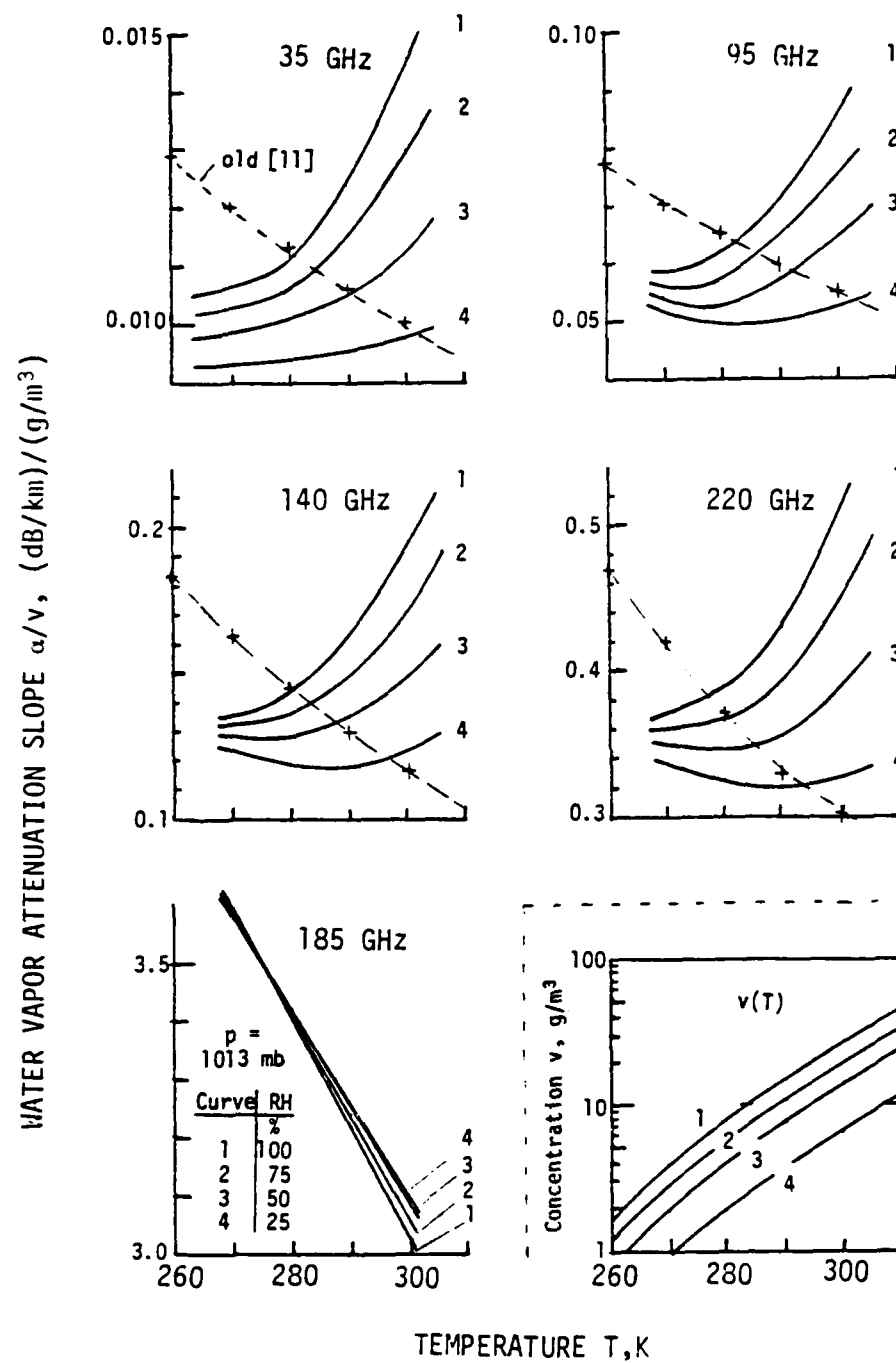 WATER VAPOR ATTENUATION SLOPE α/v, (dB/km)/(g/m³)
35 GHz
0.015
0.010
old [11]
1
2
3
4
95 GHz
0.10
0.05
1
2
3
4
140 GHz
0.2
0.1
1
2
3
4
220 GHz
0.5
0.4
0.3
2
3
4
185 GHz
3.5
3.0
p =
1013 mb
Curve RH
%
1 100
2 75
3 50
4 25
4
3
2
1
260 280 300
Concentration v, g/m³
v(T)
100
10
1
1
2
3
4
260 280 300
TEMPERATURE T,K